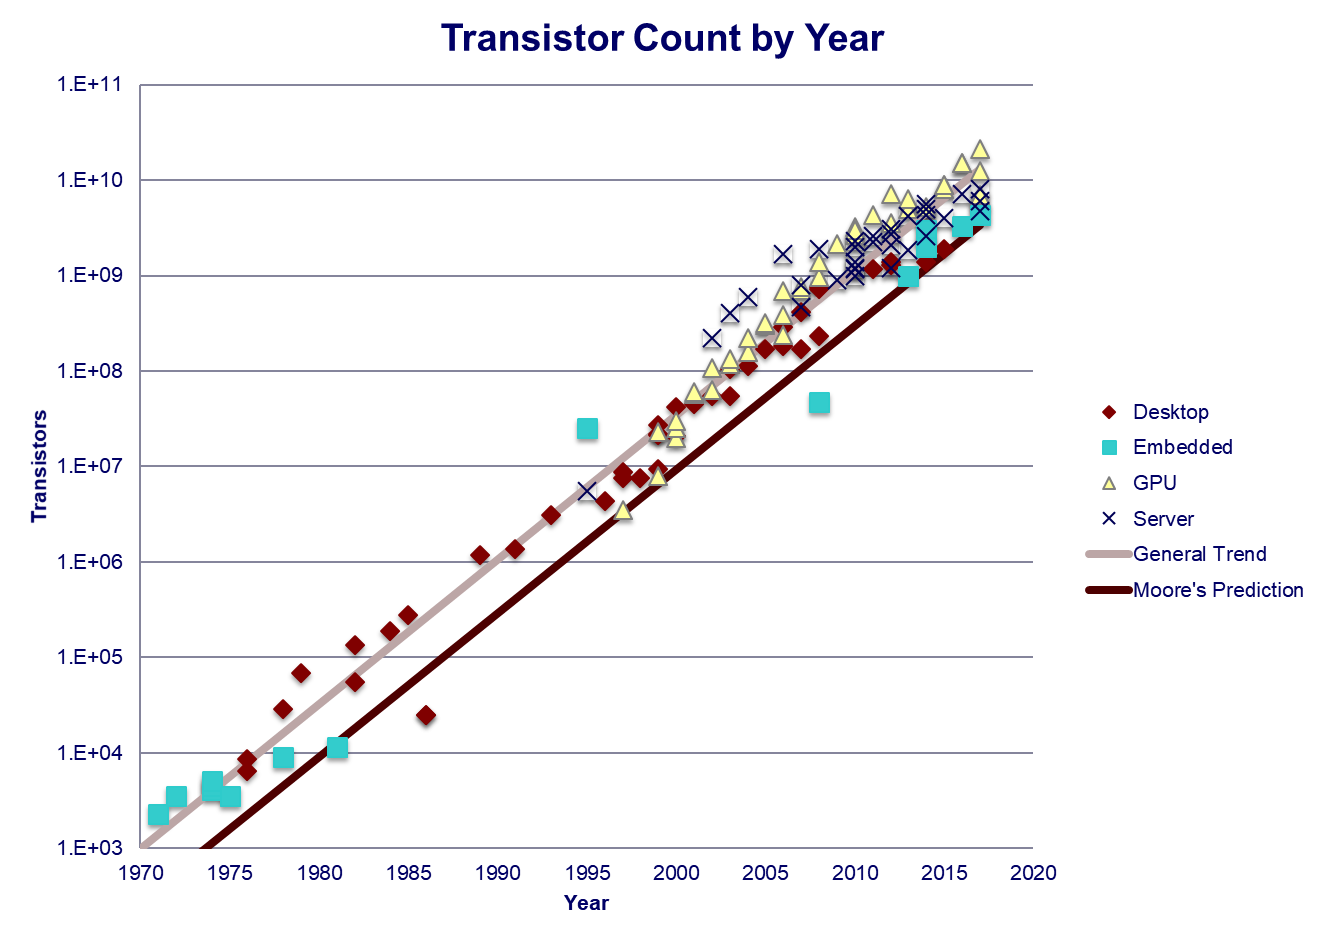 Transistor Count by Year
1.E+11
1.E+10
1.E+09
1.E+08
1.E+07
1.E+06
1.E+05
1.E+04
1.E+03
Transistors
1970 1975 1980 1985 1990 1995 2000 2005 2010 2015 2020
Year
Desktop
Embedded
GPU
Server
General Trend
Moore's Prediction